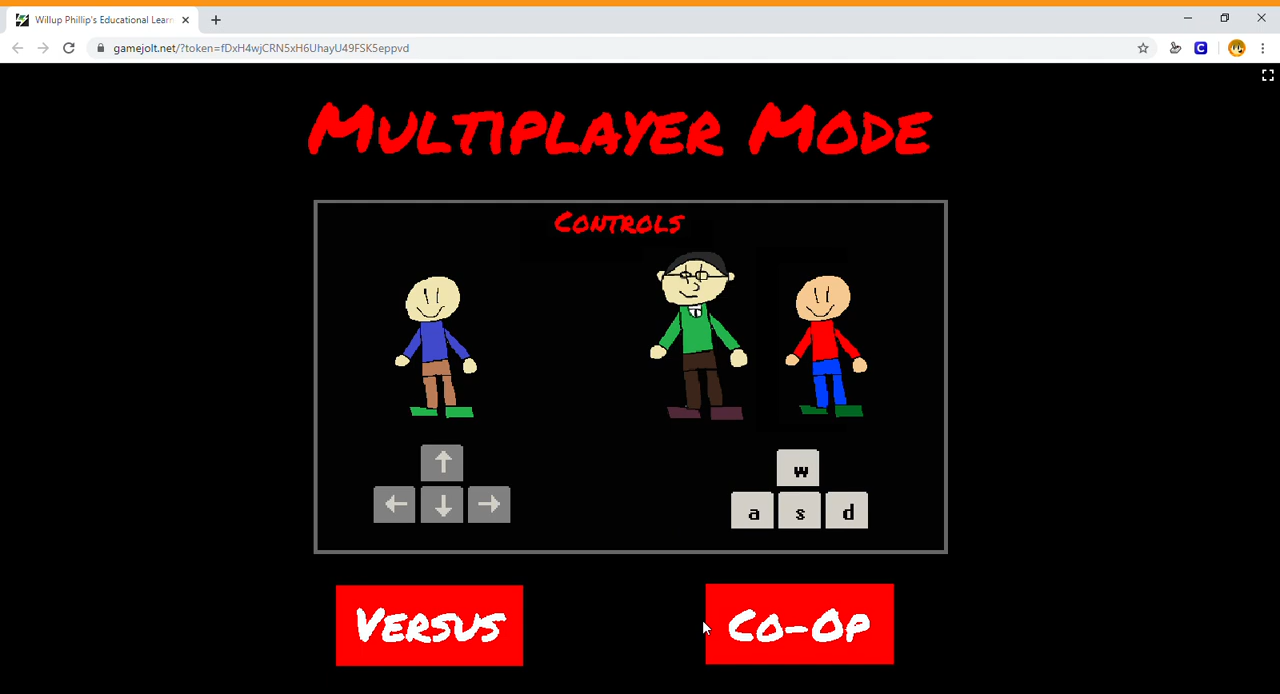 Willup Phillip's Educational Learn
gamejolt.net/?token=fDxH4wjCRN5xH6UhayU49FSK5eppvd
Multiplayer Mode
Controls
w
a s d
Versus
Co-Op